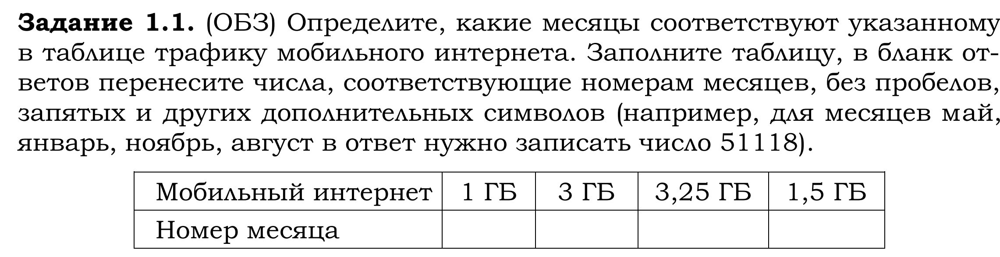 Задание 1.1. (ОБЗ) Определите, какие месяцы соответствуют указанному
в таблице трафику мобильного интернета. Заполните таблицу, в бланк от-
ветов перенесите числа, соответствующие номерам месяцев, без пробелов,
запятых и других дополнительных символов (например, для месяцев май,
январь, ноябрь, август в ответ нужно записать число 51118).
Мобильный интернет 1 ГБ 3 ГБ 3,25 ГБ 1,5 ГБ
Номер месяца